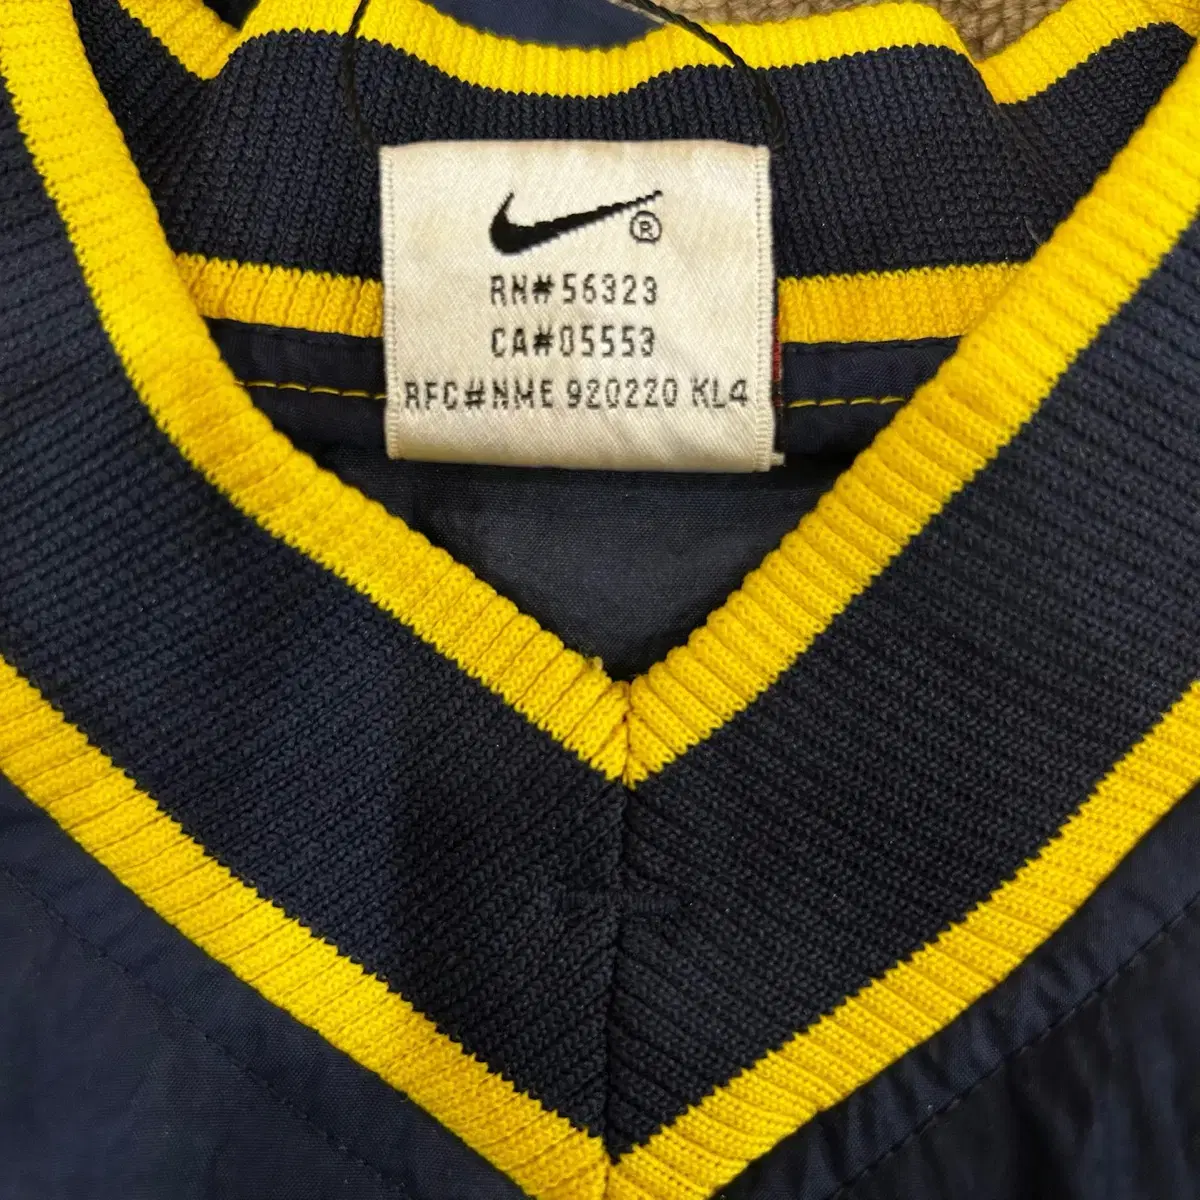 ®
RN# 56323
CA# 05553
RFC# NME 920220 KL4